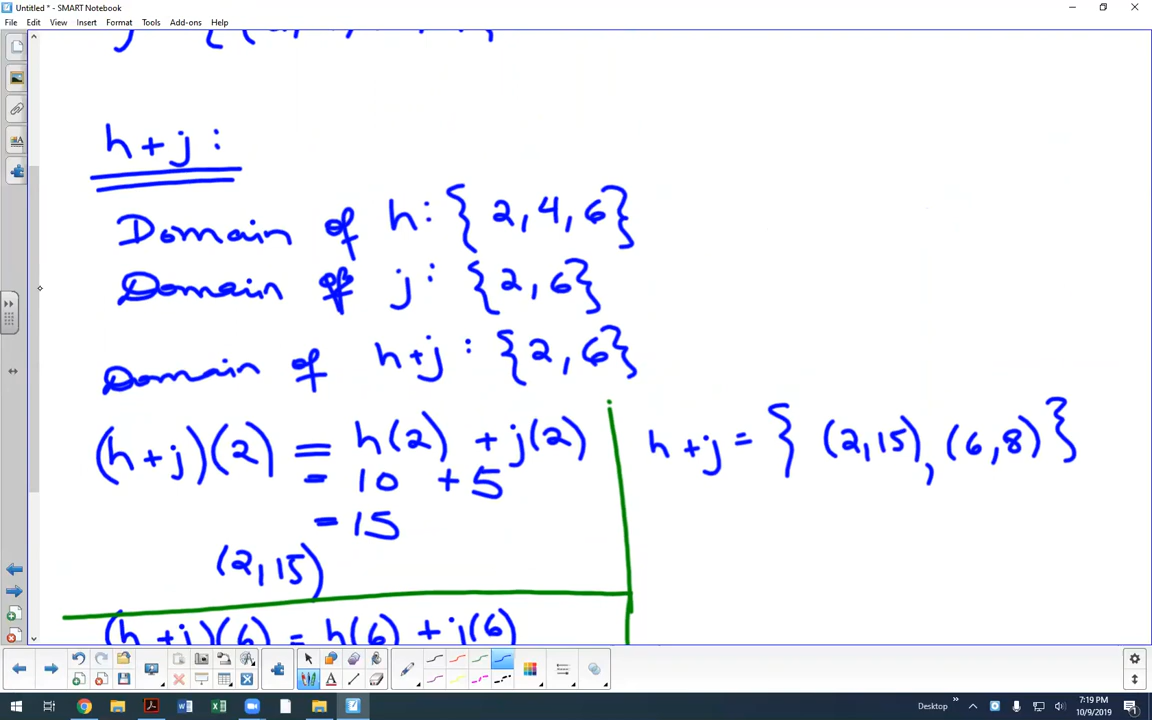 Untitled * - SMART Notebook
File Edit View Insert Format Tools Add-ons Help
h+j:
Domain of h: {2,4,6}
Domain of j: {2,6}
Domain of h+j: {2,6}
(h+j)(2) = h(2) + j(2)
= 10 + 5
= 15
(2,15)
h+j = {(2,15), (6,8)}
(h+j)(6) = h(6) + j(6)
Desktop
7:19 PM
10/9/2019